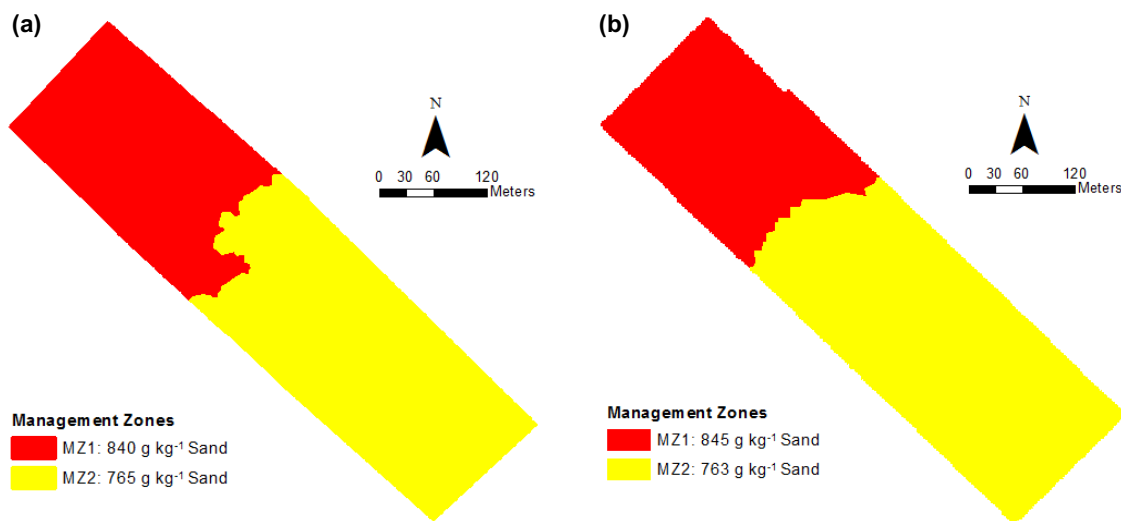 (a)
N
0 30 60 120
Meters
Management Zones
MZ1: 840 g kg⁻¹ Sand
MZ2: 765 g kg⁻¹ Sand
(b)
N
0 30 60 120
Meters
Management Zones
MZ1: 845 g kg⁻¹ Sand
MZ2: 763 g kg⁻¹ Sand